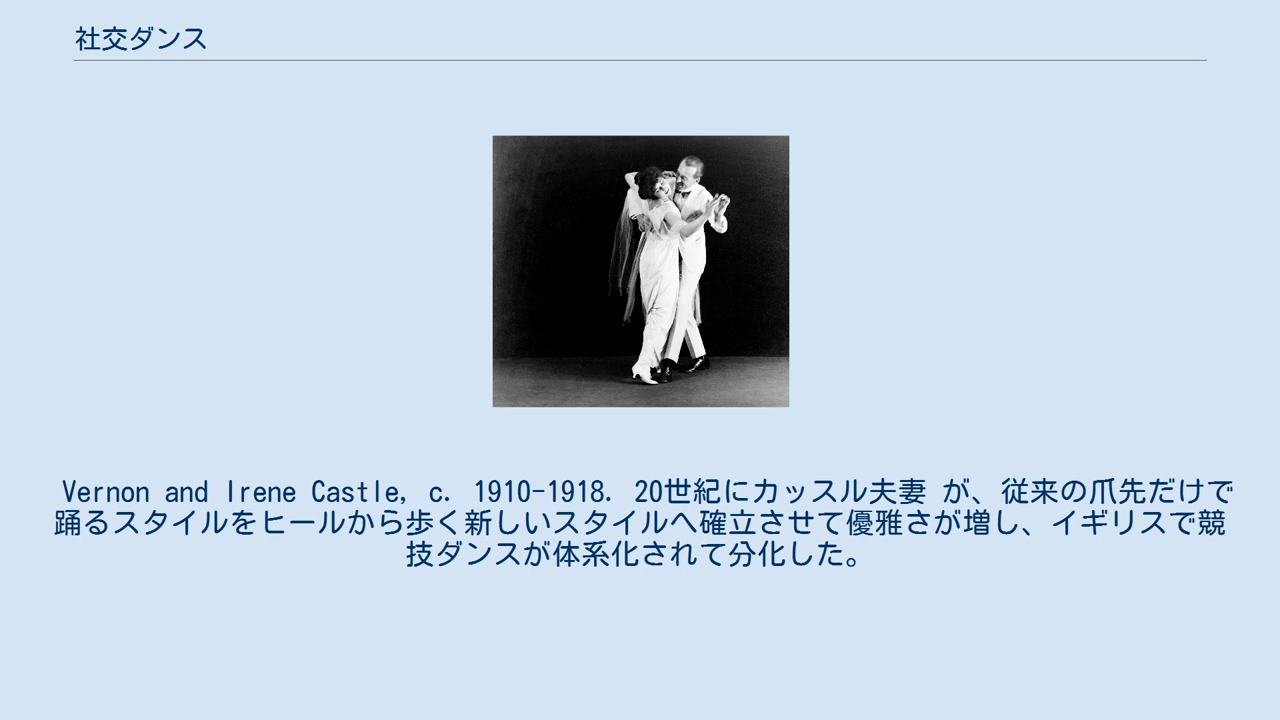 社交ダンス
Vernon and Irene Castle, c. 1910-1918. 20世紀にカッスル夫妻 が、従来の爪先だけで
踊るスタイルをヒールから歩く新しいスタイルへ確立させて優雅さが増し、イギリスで競
技ダンスが体系化されて分化した。